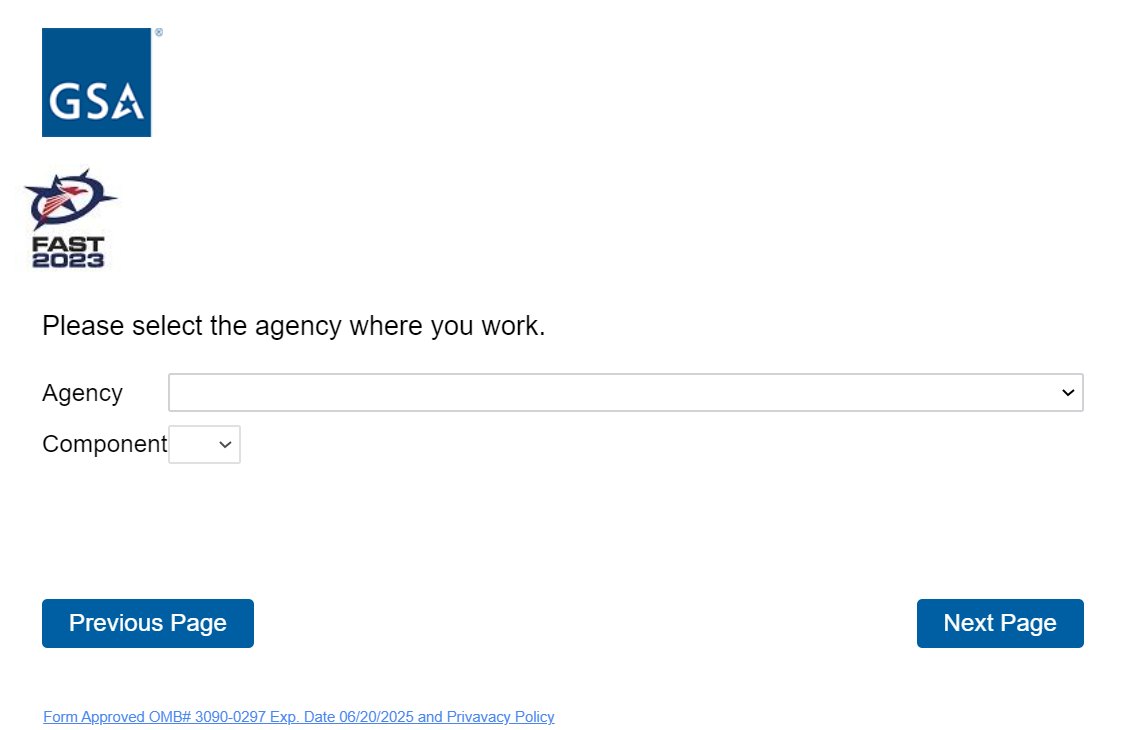 GSA
®
FAST
2023
Please select the agency where you work.
Agency
Component
Previous Page
Next Page
Form Approved OMB# 3090-0297 Exp. Date 06/20/2025 and Privavacy Policy